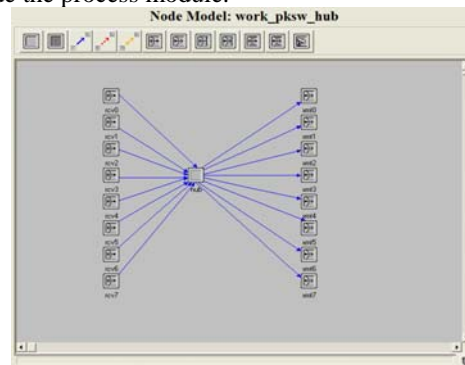 te the process module.
Node Model: work_pksw_hub
rcv0
xmt0
rcv1
xmt1
rcv2
xmt2
hub
rcv3
xmt3
rcv4
xmt4
rcv5
xmt5
rcv6
xmt6
rcv7
xmt7